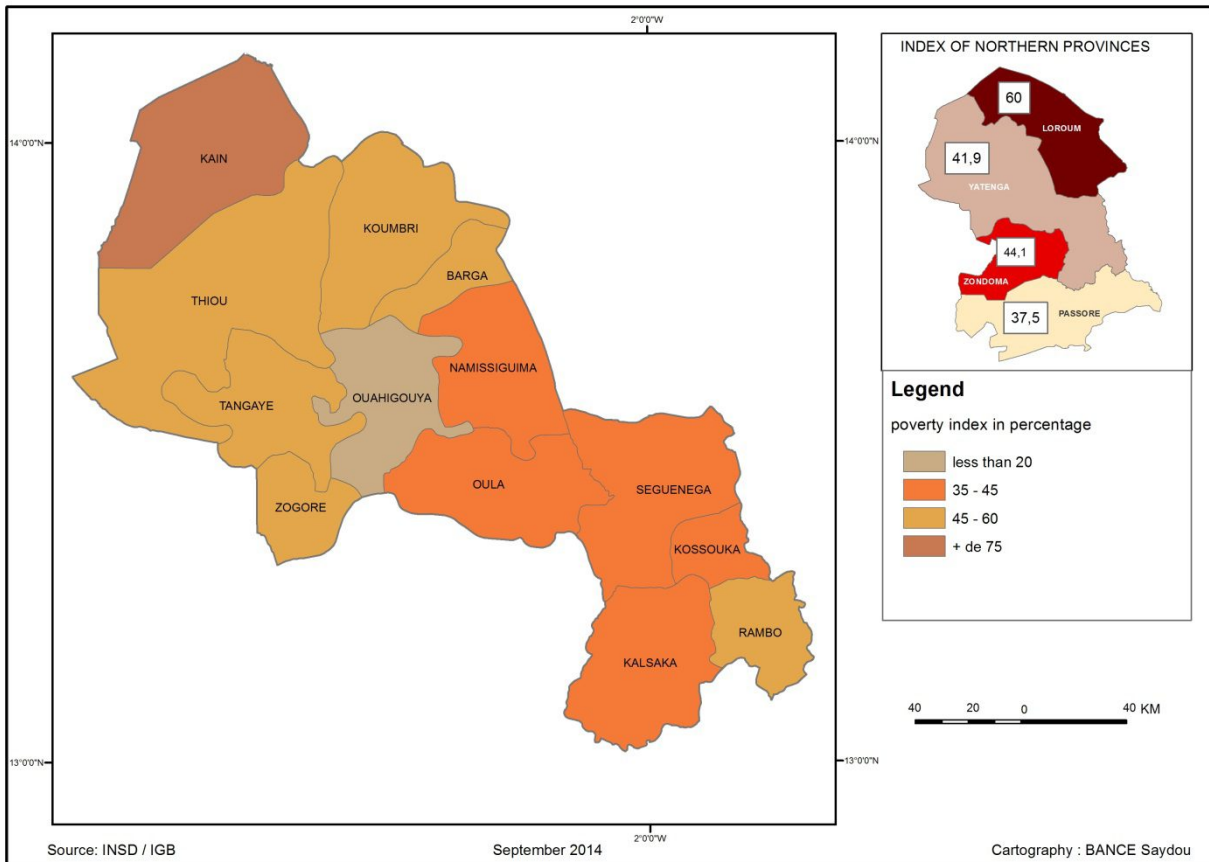 2°0'0"W
14°0'0"N
14°0'0"N
KAIN
KOUMBRI
BARGA
THIOU
NAMISSIGUIMA
OUAHIGOUYA
TANGAYE
OULA
SEGUENEGA
ZOGORE
KOSSOUKA
RAMBO
KALSAKA
13°0'0"N
13°0'0"N
2°0'0"W
INDEX OF NORTHERN PROVINCES
60
LOROUM
41,9
YATENGA
44,1
ZONDOMA
37,5
PASSORE
Legend
poverty index in percentage
less than 20
35 - 45
45 - 60
+ de 75
40 20 0 40 KM
Source: INSD / IGB
September 2014
Cartography : BANCE Saydou